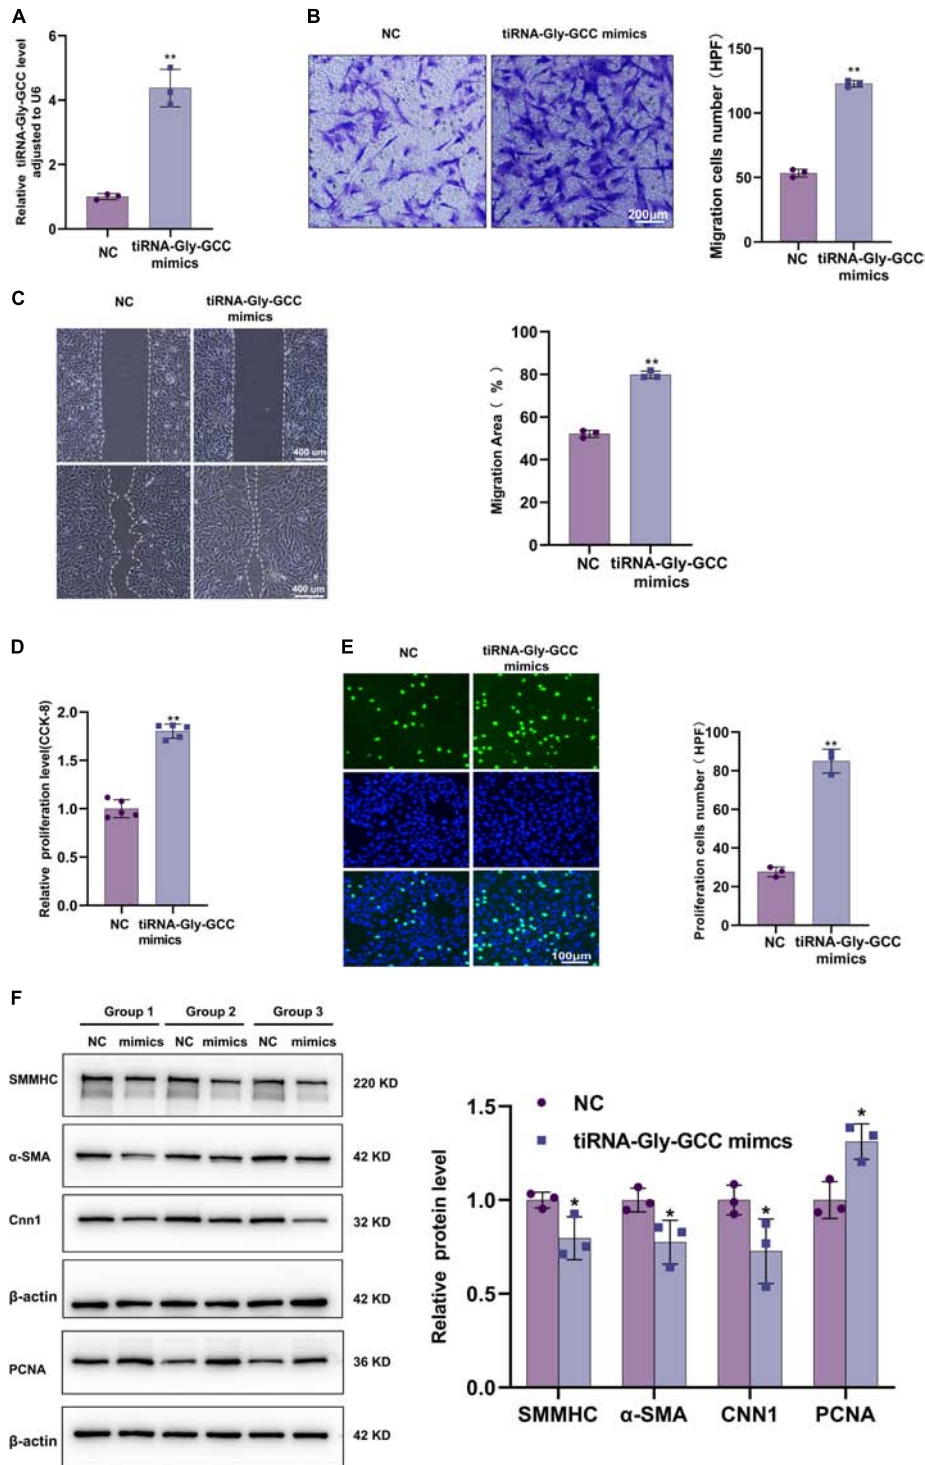 A
Relative tiRNA-Gly-GCC level
adjusted to U6
6
4
2
0
**
NC
tiRNA-Gly-GCC
mimics
B
NC
tiRNA-Gly-GCC mimics
200μm
Migration cells number (HPF)
150
100
50
0
**
NC
tiRNA-Gly-GCC
mimics
C
NC
tiRNA-Gly-GCC
mimics
400 um
400 um
Migration Area ( % )
100
80
60
40
20
0
**
NC
tiRNA-Gly-GCC
mimics
D
Relative proliferation level(CCK-8)
2.0
1.5
1.0
0.5
0.0
**
NC
tiRNA-Gly-GCC
mimics
E
NC
tiRNA-Gly-GCC
mimics
100μm
Proliferation cells number (HPF)
100
80
60
40
20
0
**
NC
tiRNA-Gly-GCC
mimics
F
Group 1 Group 2 Group 3
NC mimics NC mimics NC mimics
SMMHC 220 KD
α-SMA 42 KD
Cnn1 32 KD
β-actin 42 KD
PCNA 36 KD
β-actin 42 KD
Relative protein level
1.5
1.0
0.5
0.0
NC
tiRNA-Gly-GCC mimcs
* * * *
SMMHC α-SMA CNN1 PCNA